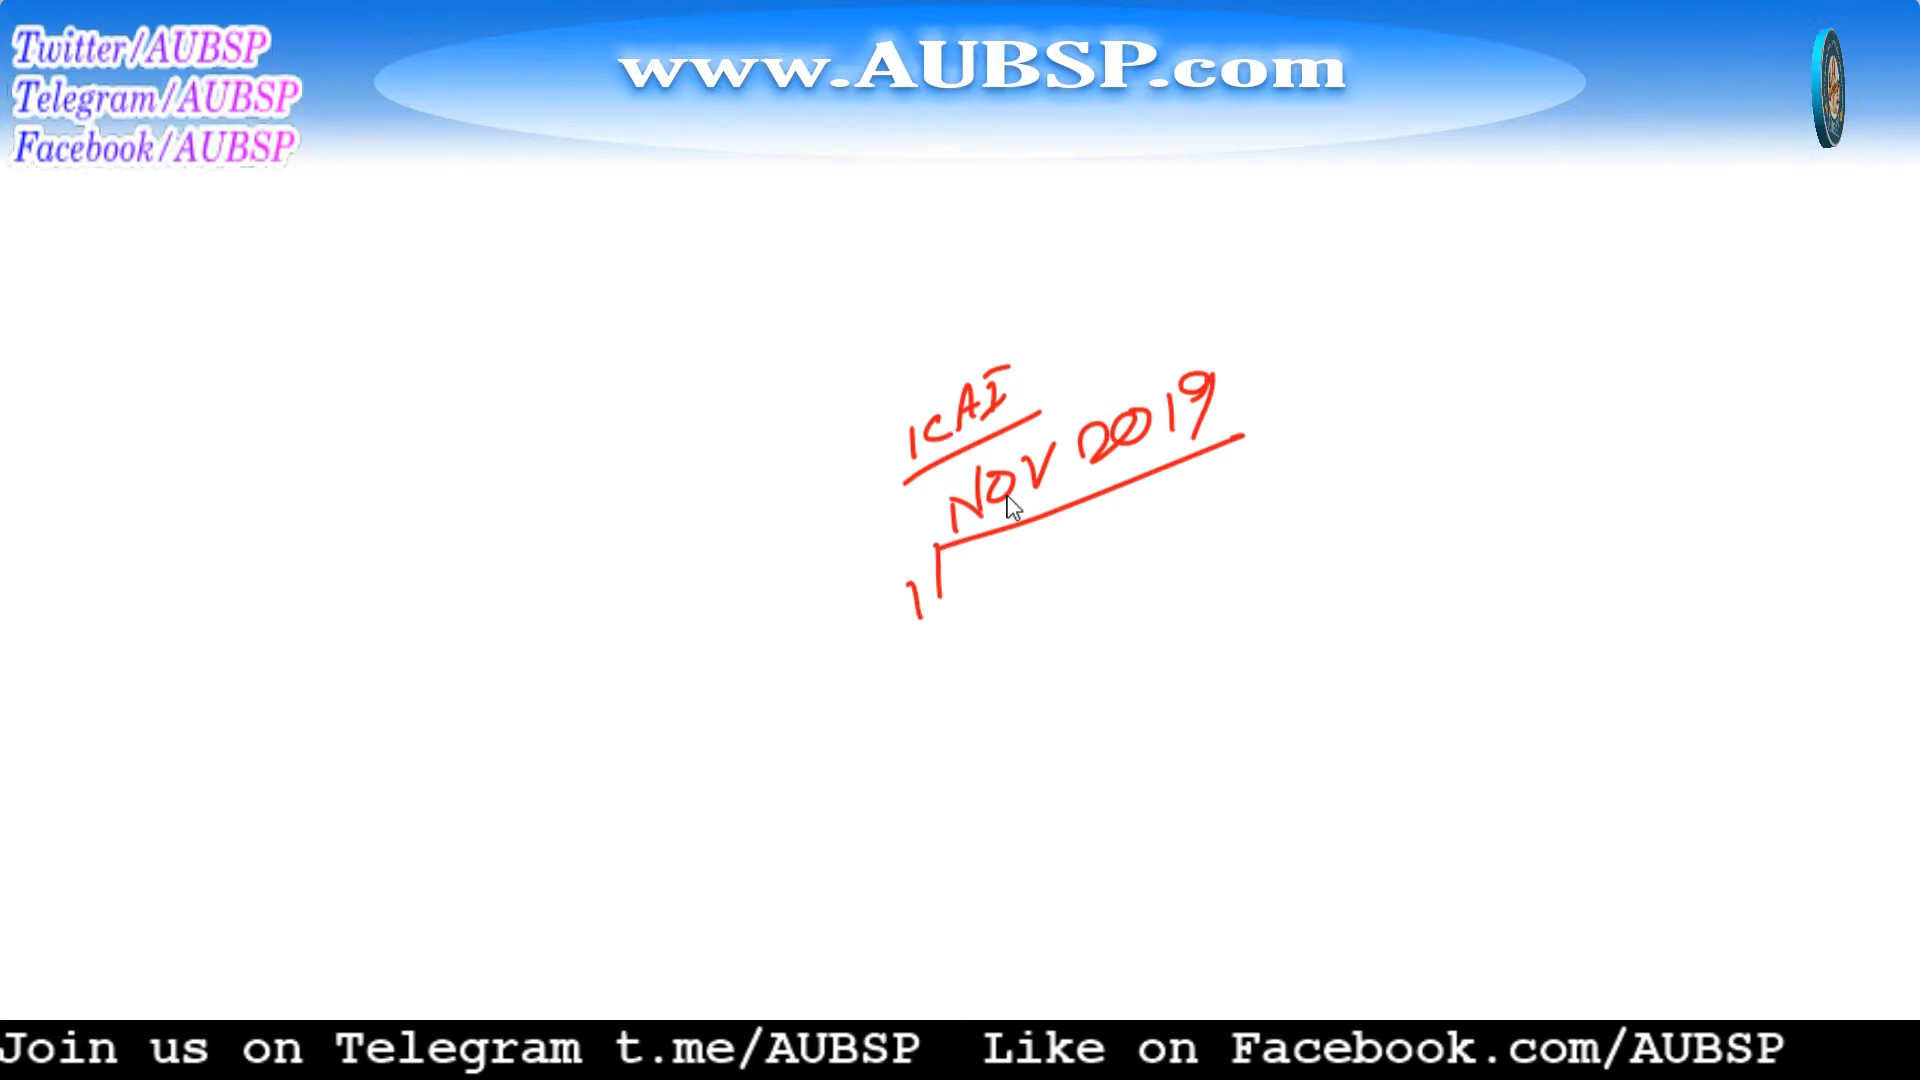 Twitter/AUBSP
Telegram/AUBSP
Facebook/AUBSP
www.AUBSP.com
ICAI
NOV 2019
Join us on Telegram t.me/AUBSP Like on Facebook.com/AUBSP